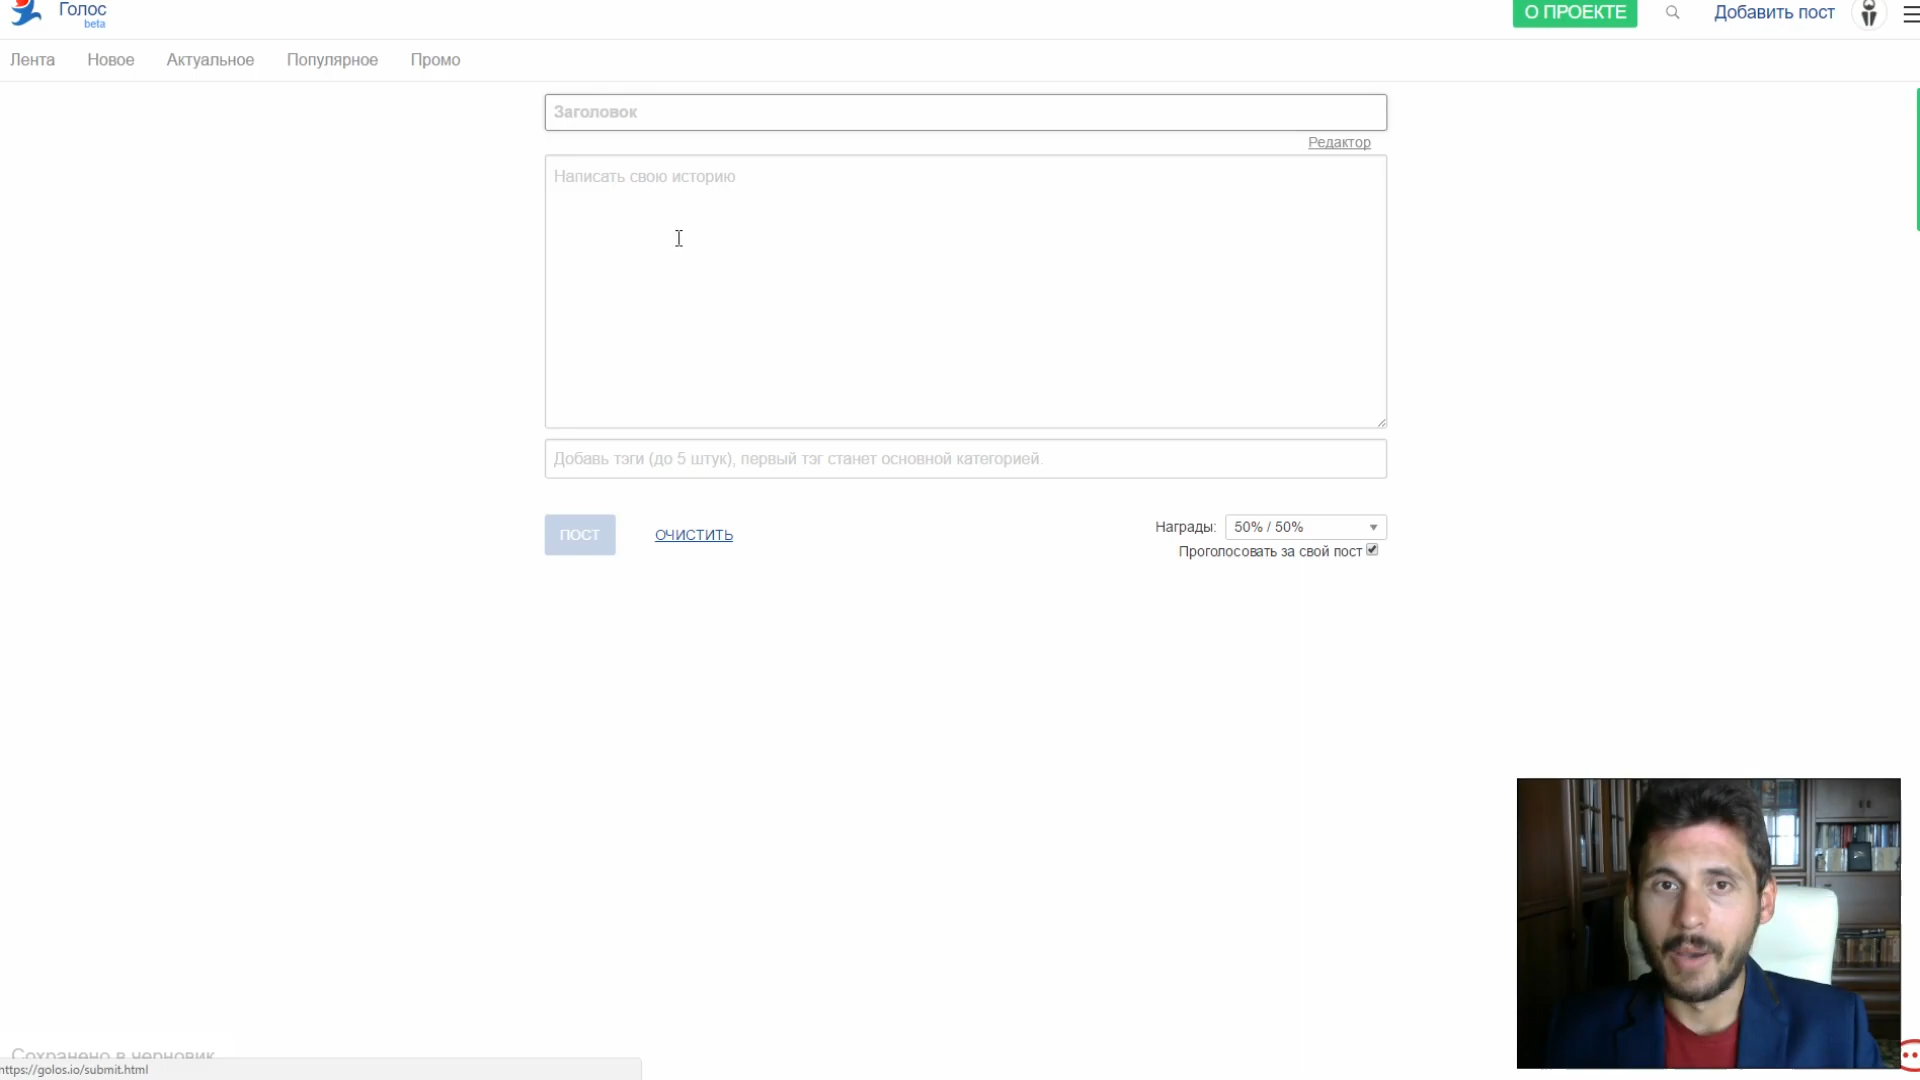 Голос
beta
О ПРОЕКТЕ
Добавить пост
Лента
Новое
Актуальное
Популярное
Промо
Заголовок
Редактор
Написать свою историю
Добавь тэги (до 5 штук), первый тэг станет основной категорией.
ПОСТ
ОЧИСТИТЬ
Награды: 50% / 50%
Проголосовать за свой пост
Сохранено в черновик
https://golos.io/submit.html